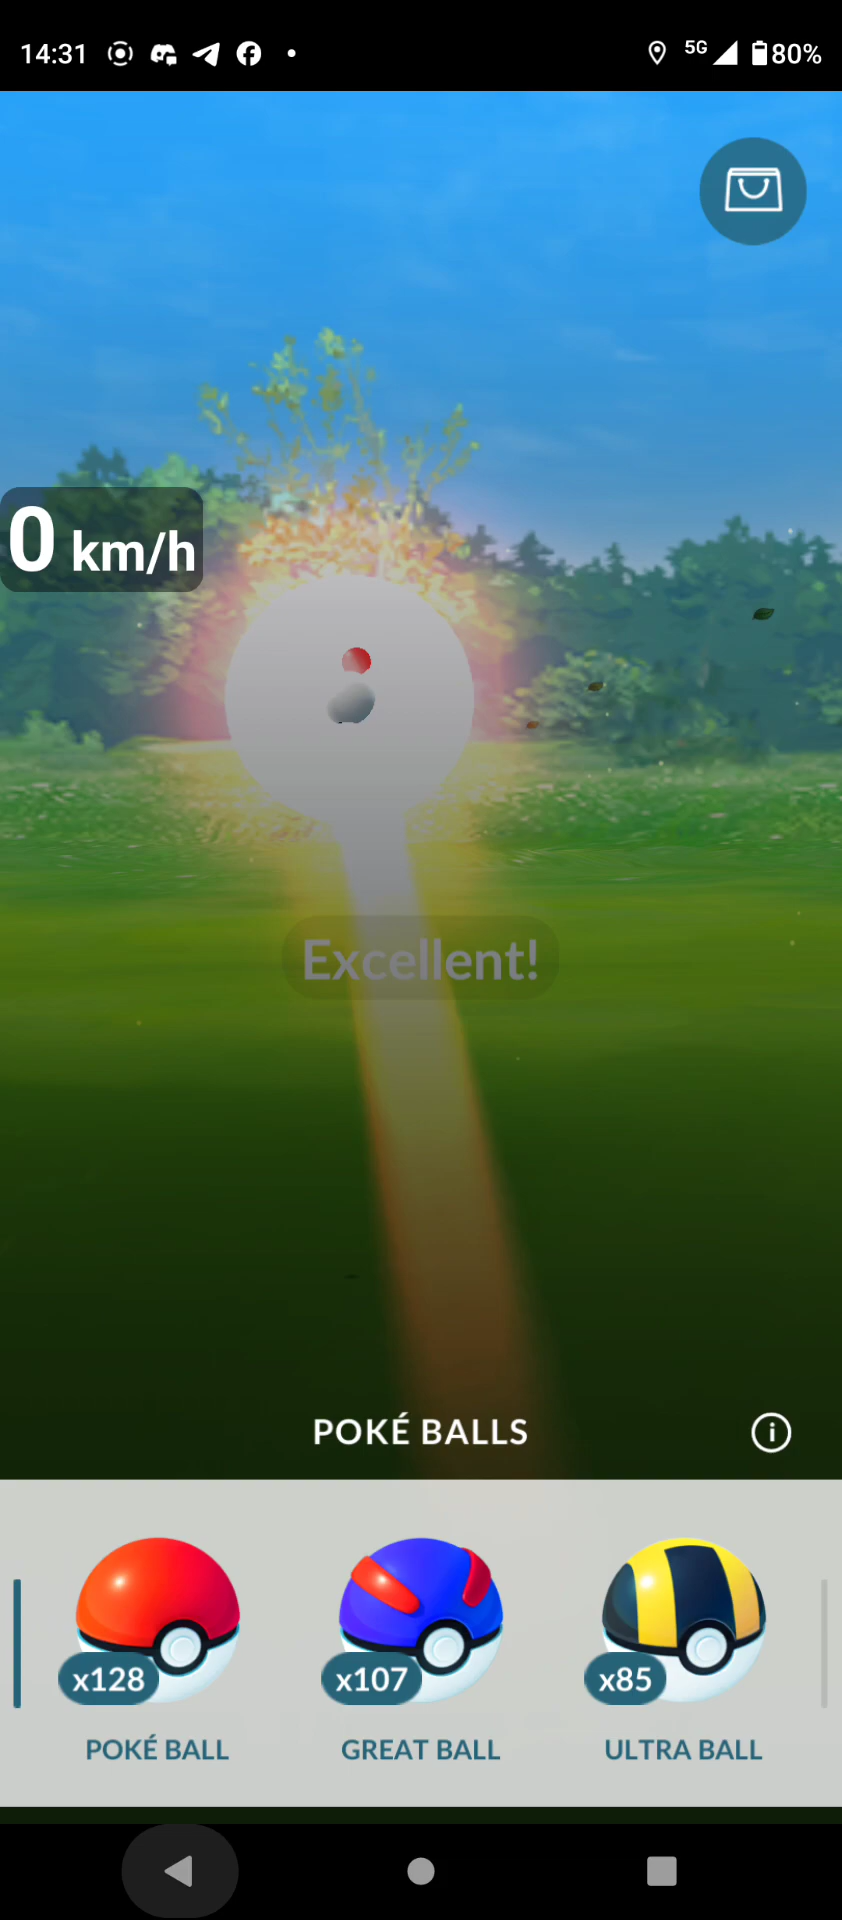 14:31 5G 80%
0 km/h
Excellent!
POKÉ BALLS
x128 x107 x85
POKÉ BALL GREAT BALL ULTRA BALL